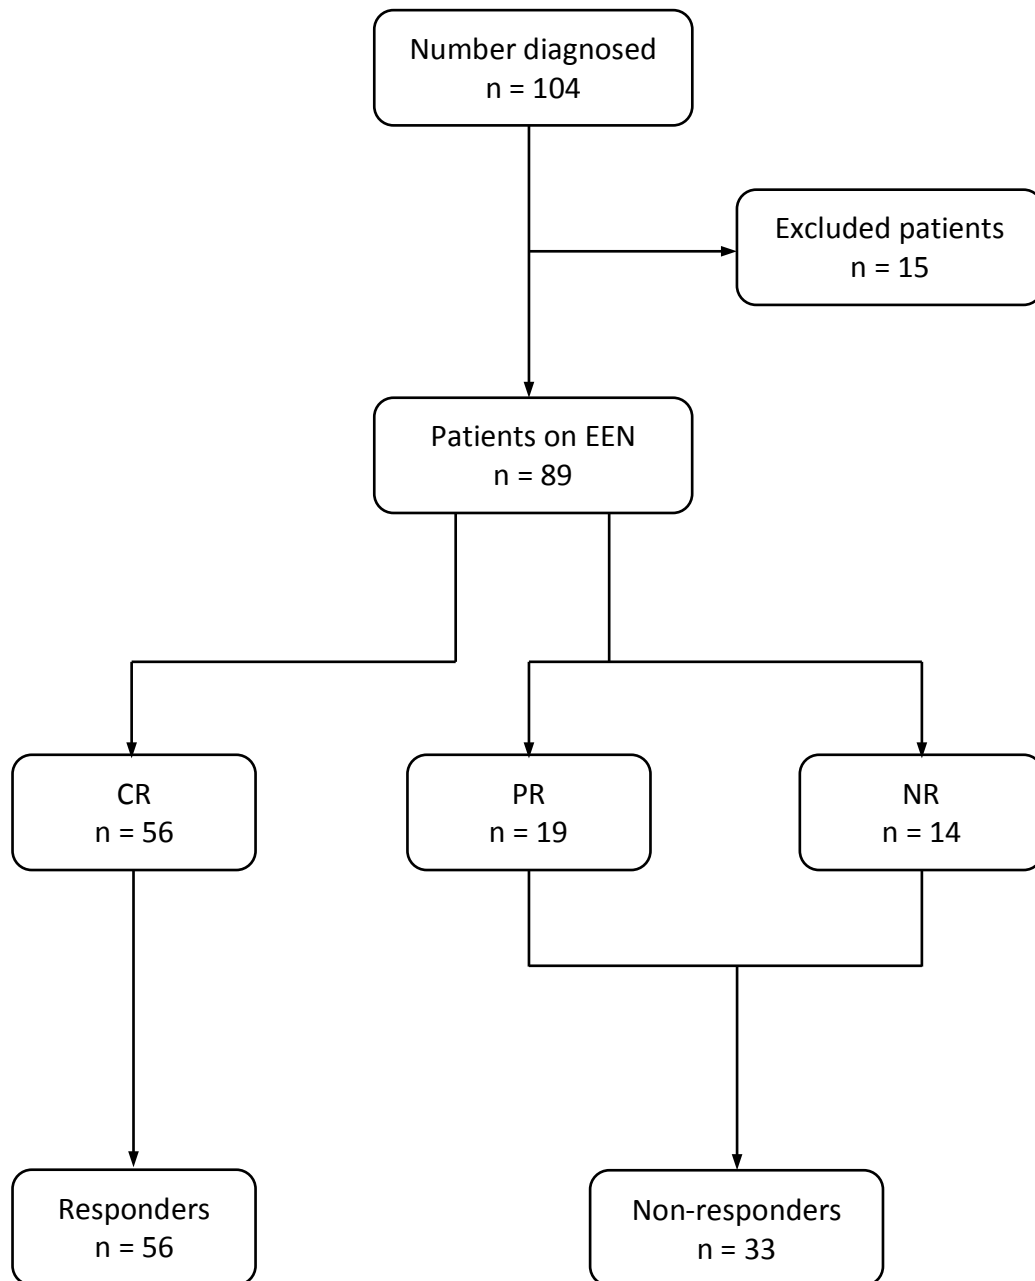 Number diagnosed
n = 104
Excluded patients
n = 15
Patients on EEN
n = 89
CR
n = 56
PR
n = 19
NR
n = 14
Responders
n = 56
Non-responders
n = 33